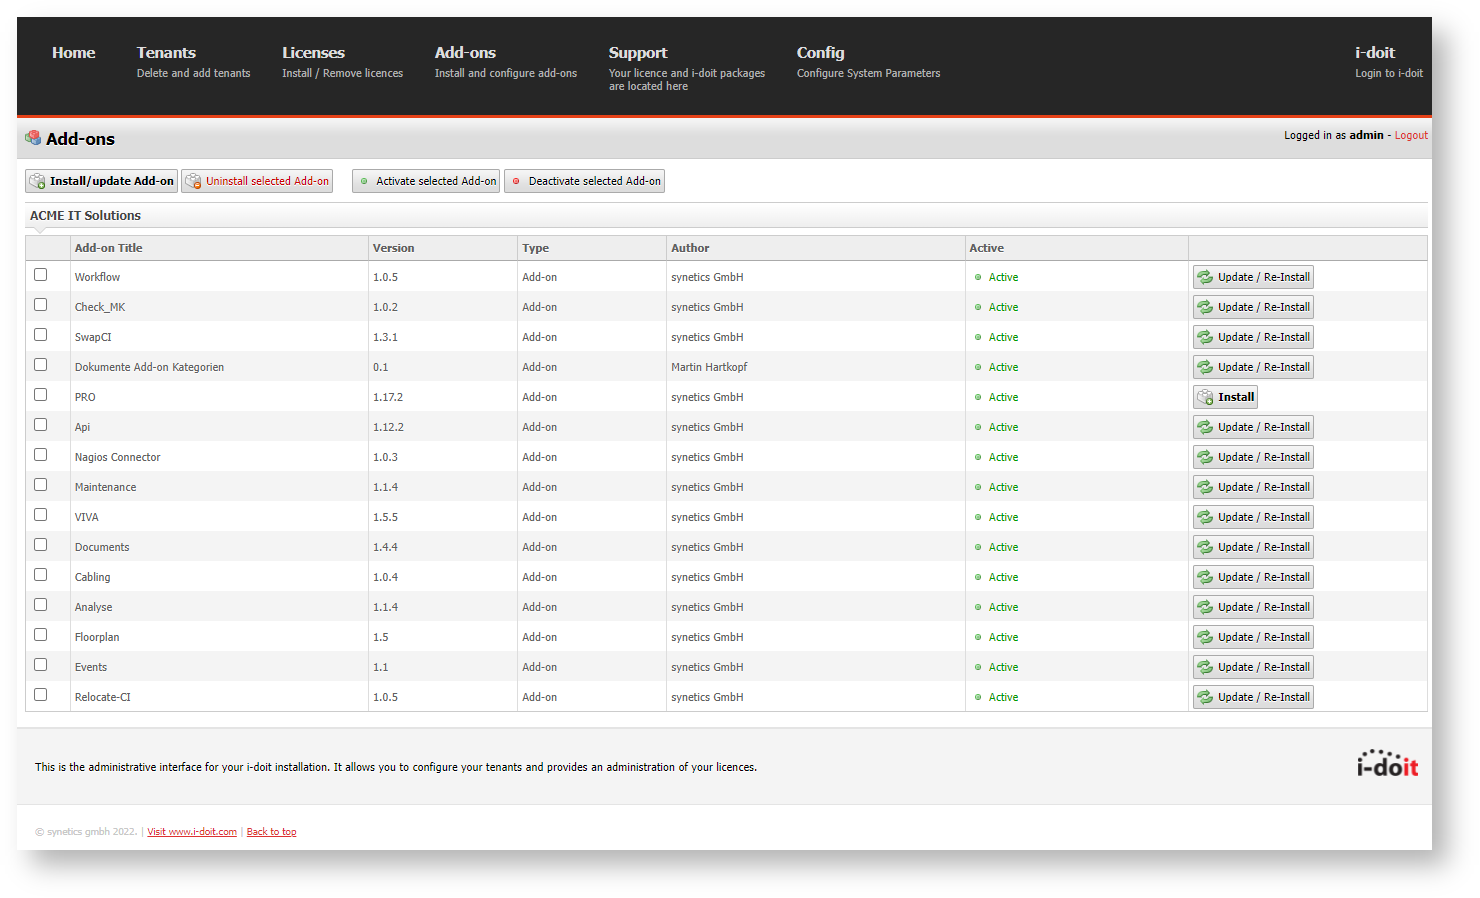 Home Tenants Licenses Add-ons Support Config i-doit
Delete and add tenants Install / Remove licences Install and configure add-ons Your licence and i-doit packages Configure System Parameters Login to i-doit
are located here
Add-ons Logged in as admin - Logout
Install/update Add-on Uninstall selected Add-on Activate selected Add-on Deactivate selected Add-on
ACME IT Solutions
Add-on Title Version Type Author Active
Workflow 1.0.5 Add-on synetics GmbH Active Update / Re-Install
Check_MK 1.0.2 Add-on synetics GmbH Active Update / Re-Install
SwapCI 1.3.1 Add-on synetics GmbH Active Update / Re-Install
Dokumente Add-on Kategorien 0.1 Add-on Martin Hartkopf Active Update / Re-Install
PRO 1.17.2 Add-on synetics GmbH Active Install
Api 1.12.2 Add-on synetics GmbH Active Update / Re-Install
Nagios Connector 1.0.3 Add-on synetics GmbH Active Update / Re-Install
Maintenance 1.1.4 Add-on synetics GmbH Active Update / Re-Install
VIVA 1.5.5 Add-on synetics GmbH Active Update / Re-Install
Documents 1.4.4 Add-on synetics GmbH Active Update / Re-Install
Cabling 1.0.4 Add-on synetics GmbH Active Update / Re-Install
Analyse 1.1.4 Add-on synetics GmbH Active Update / Re-Install
Floorplan 1.5 Add-on synetics GmbH Active Update / Re-Install
Events 1.1 Add-on synetics GmbH Active Update / Re-Install
Relocate-CI 1.0.5 Add-on synetics GmbH Active Update / Re-Install
This is the administrative interface for your i-doit installation. It allows you to configure your tenants and provides an administration of your licences. i-doit
© synetics gmbh 2022. | Visit www.i-doit.com | Back to top